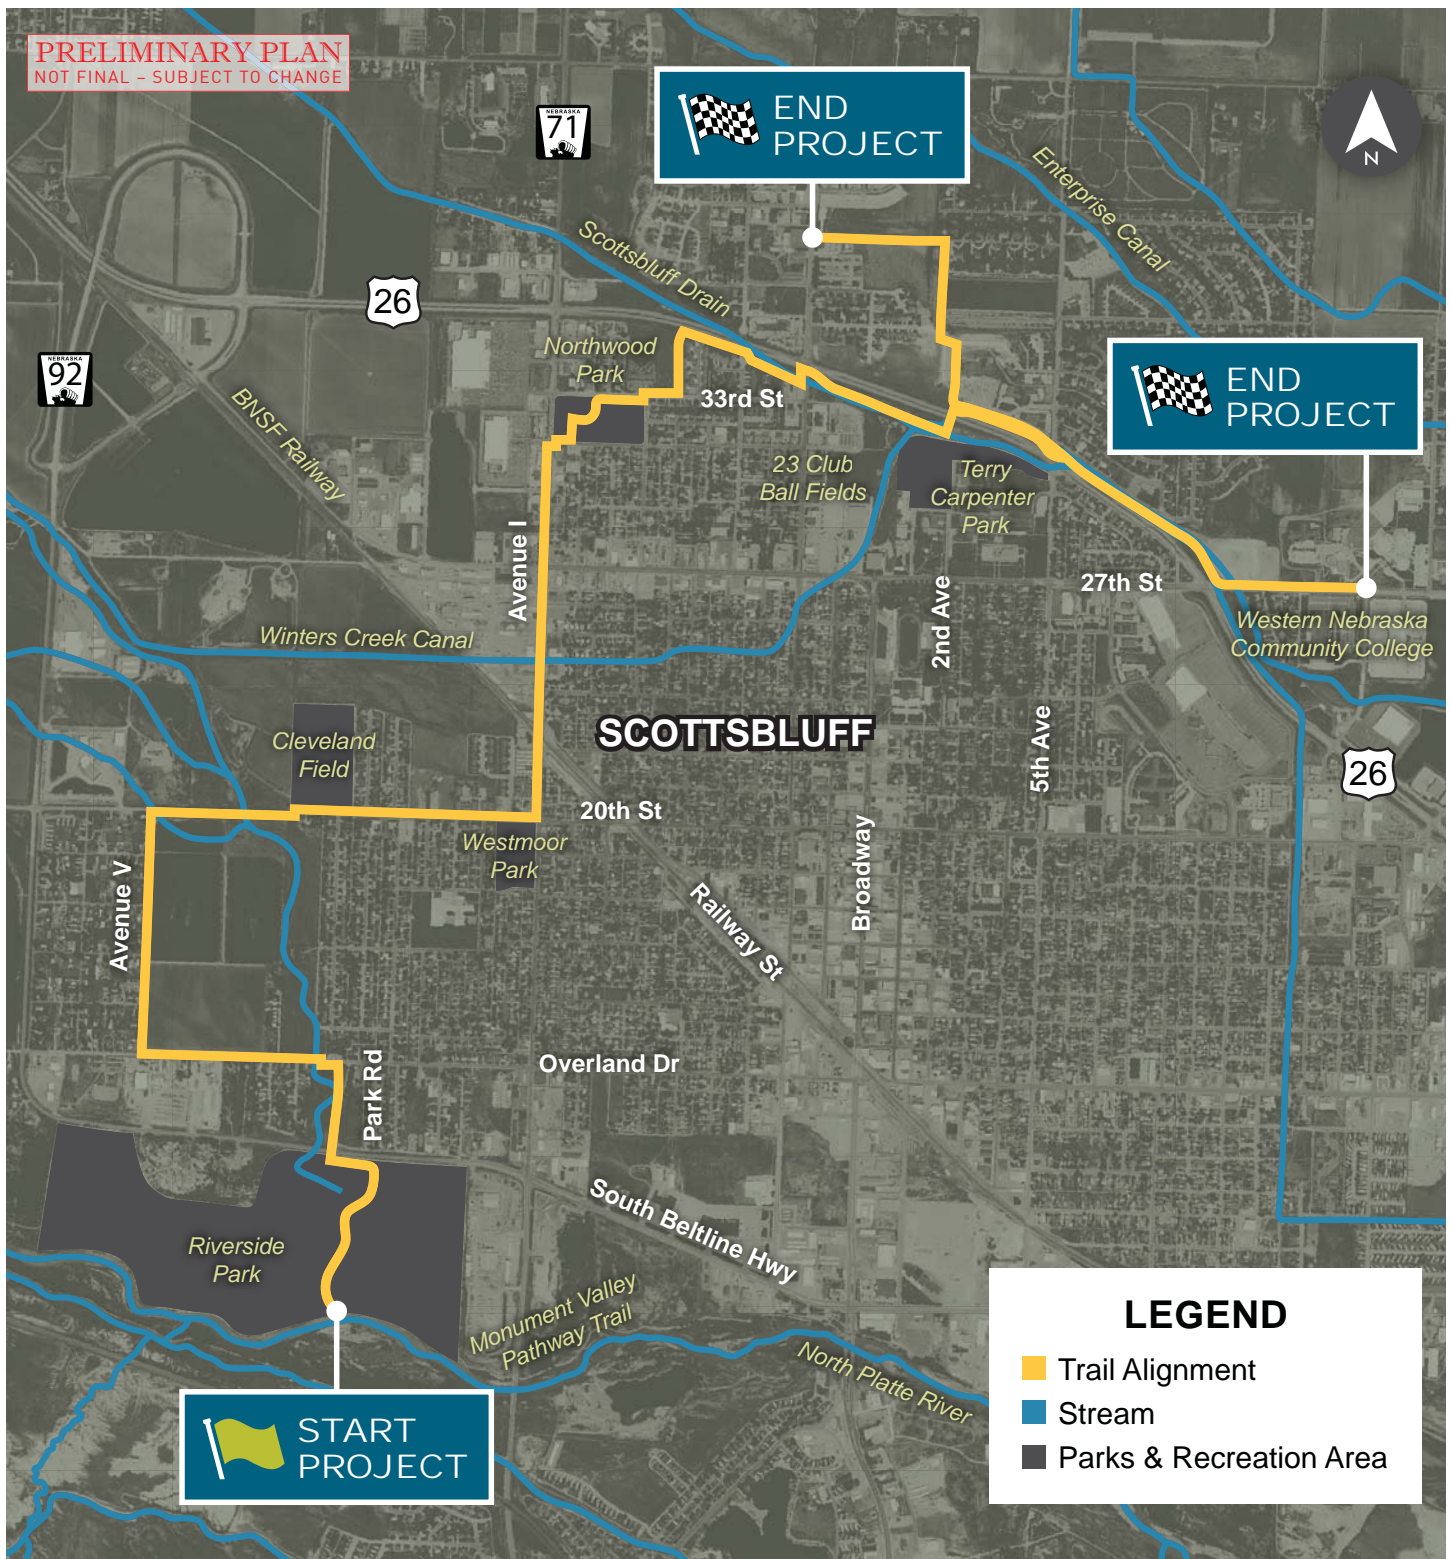 PRELIMINARY PLAN
NOT FINAL – SUBJECT TO CHANGE
NEBRASKA
71
END
PROJECT
N
Enterprise Canal
Scottsbluff Drain
26
NEBRASKA
92
Northwood
Park
33rd St
END
PROJECT
BNSF Railway
23 Club
Ball Fields
Terry
Carpenter
Park
Avenue I
27th St
2nd Ave
Western Nebraska
Community College
Winters Creek Canal
SCOTTSBLUFF
Cleveland
Field
5th Ave
26
20th St
Westmoor
Park
Broadway
Avenue V
Railway St
Overland Dr
Park Rd
South Beltline Hwy
Riverside
Park
Monument Valley
Pathway Trail
North Platte River
START
PROJECT
LEGEND
Trail Alignment
Stream
Parks & Recreation Area